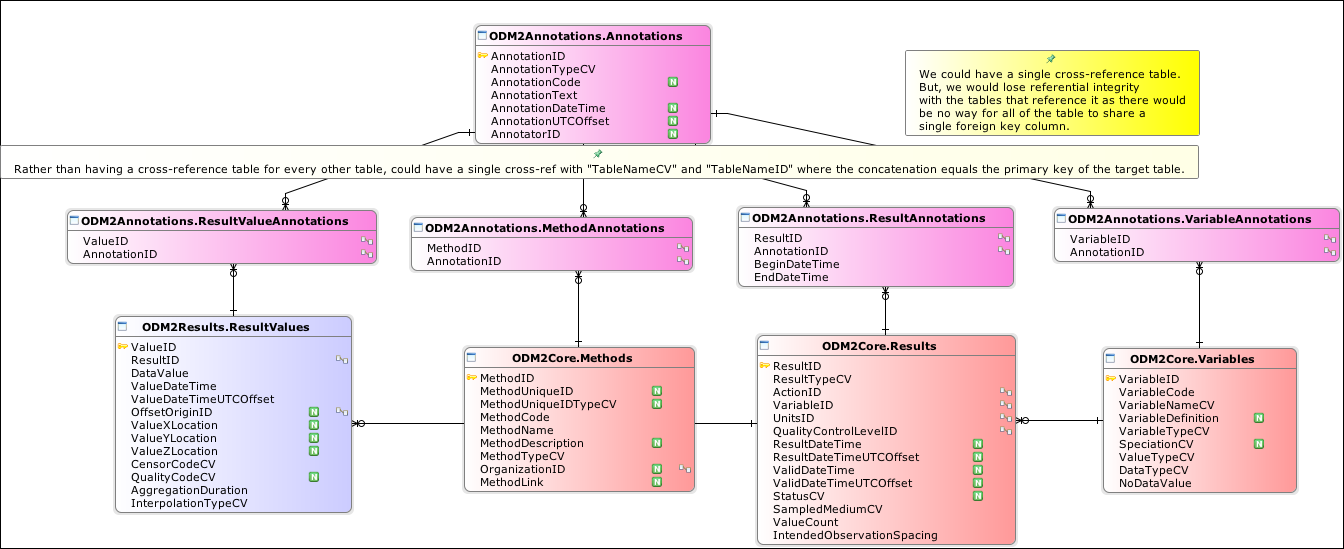 ODM2Annotations.Annotations
AnnotationID
AnnotationTypeCV
AnnotationCode N
AnnotationText
AnnotationDateTime N
AnnotationUTCOffset N
AnnotatorID N
We could have a single cross-reference table.
But, we would lose referential integrity
with the tables that reference it as there would
be no way for all of the table to share a
single foreign key column.
Rather than having a cross-reference table for every other table, could have a single cross-ref with "TableNameCV" and "TableNameID" where the concatenation equals the primary key of the target table.
ODM2Annotations.ResultValueAnnotations
ValueID
AnnotationID
ODM2Annotations.MethodAnnotations
MethodID
AnnotationID
ODM2Annotations.ResultAnnotations
ResultID
AnnotationID
BeginDateTime
EndDateTime
ODM2Annotations.VariableAnnotations
VariableID
AnnotationID
ODM2Results.ResultValues
ValueID
ResultID
DataValue
ValueDateTime
ValueDateTimeUTCOffset
OffsetOriginID N
ValueXLocation N
ValueYLocation N
ValueZLocation N
CensorCodeCV
QualityCodeCV N
AggregationDuration
InterpolationTypeCV
ODM2Core.Methods
MethodID
MethodUniqueID N
MethodUniqueIDTypeCV N
MethodCode
MethodName
MethodDescription N
MethodTypeCV
OrganizationID N
MethodLink N
ODM2Core.Results
ResultID
ResultTypeCV
ActionID
VariableID
UnitsID
QualityControlLevelID
ResultDateTime N
ResultDateTimeUTCOffset N
ValidDateTime N
ValidDateTimeUTCOffset N
StatusCV N
SampledMediumCV
ValueCount
IntendedObservationSpacing
ODM2Core.Variables
VariableID
VariableCode
VariableNameCV
VariableDefinition N
VariableTypeCV
SpeciationCV N
ValueTypeCV
DataTypeCV
NoDataValue